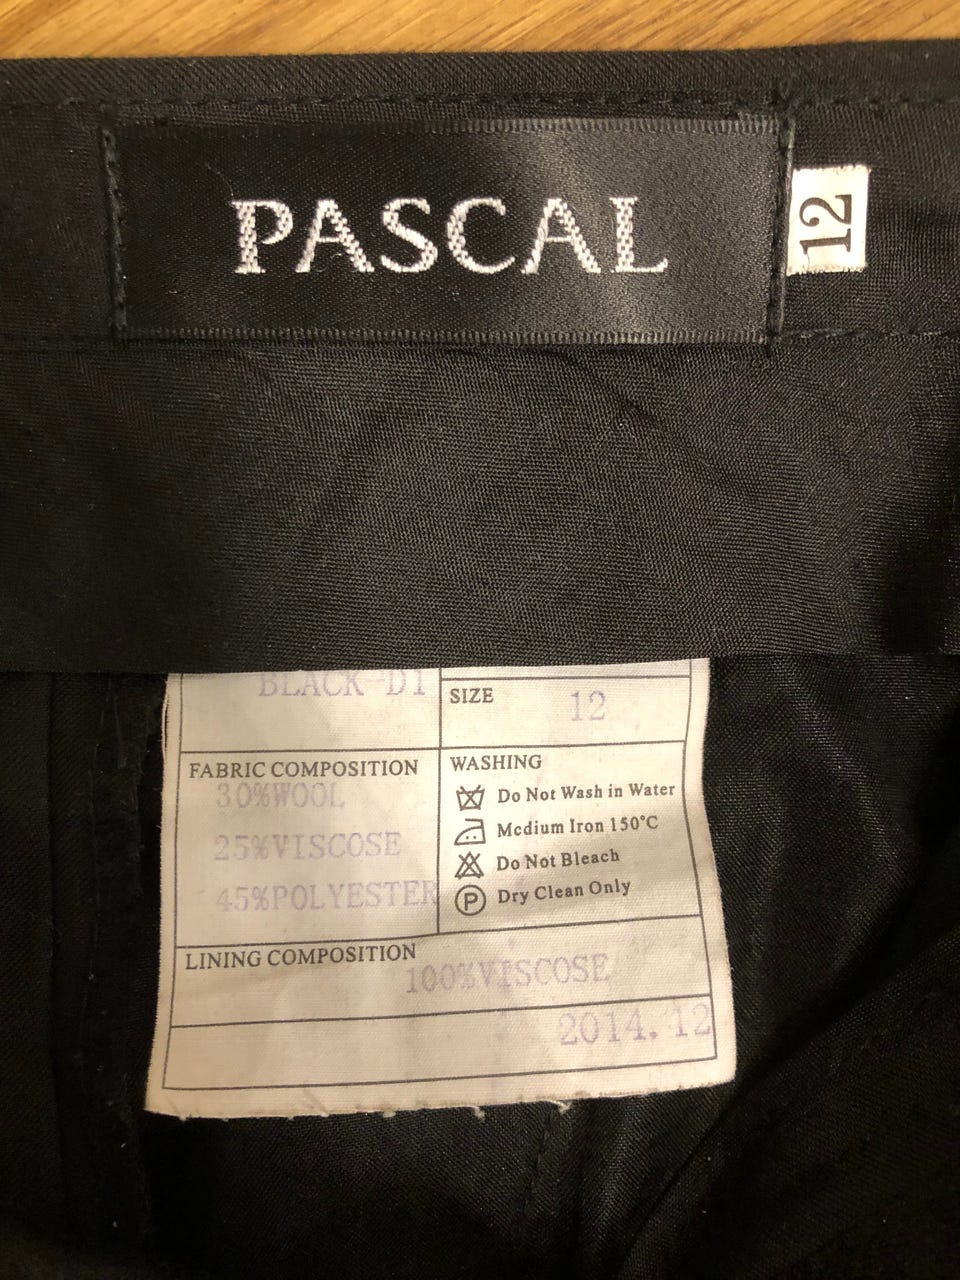 PASCAL
12
BLACK-D1
SIZE
12
FABRIC COMPOSITION
30%WOOL
25%VISCOSE
45%POLYESTER
WASHING
Do Not Wash in Water
Medium Iron 150°C
Do Not Bleach
P Dry Clean Only
LINING COMPOSITION
100%VISCOSE
2014.12